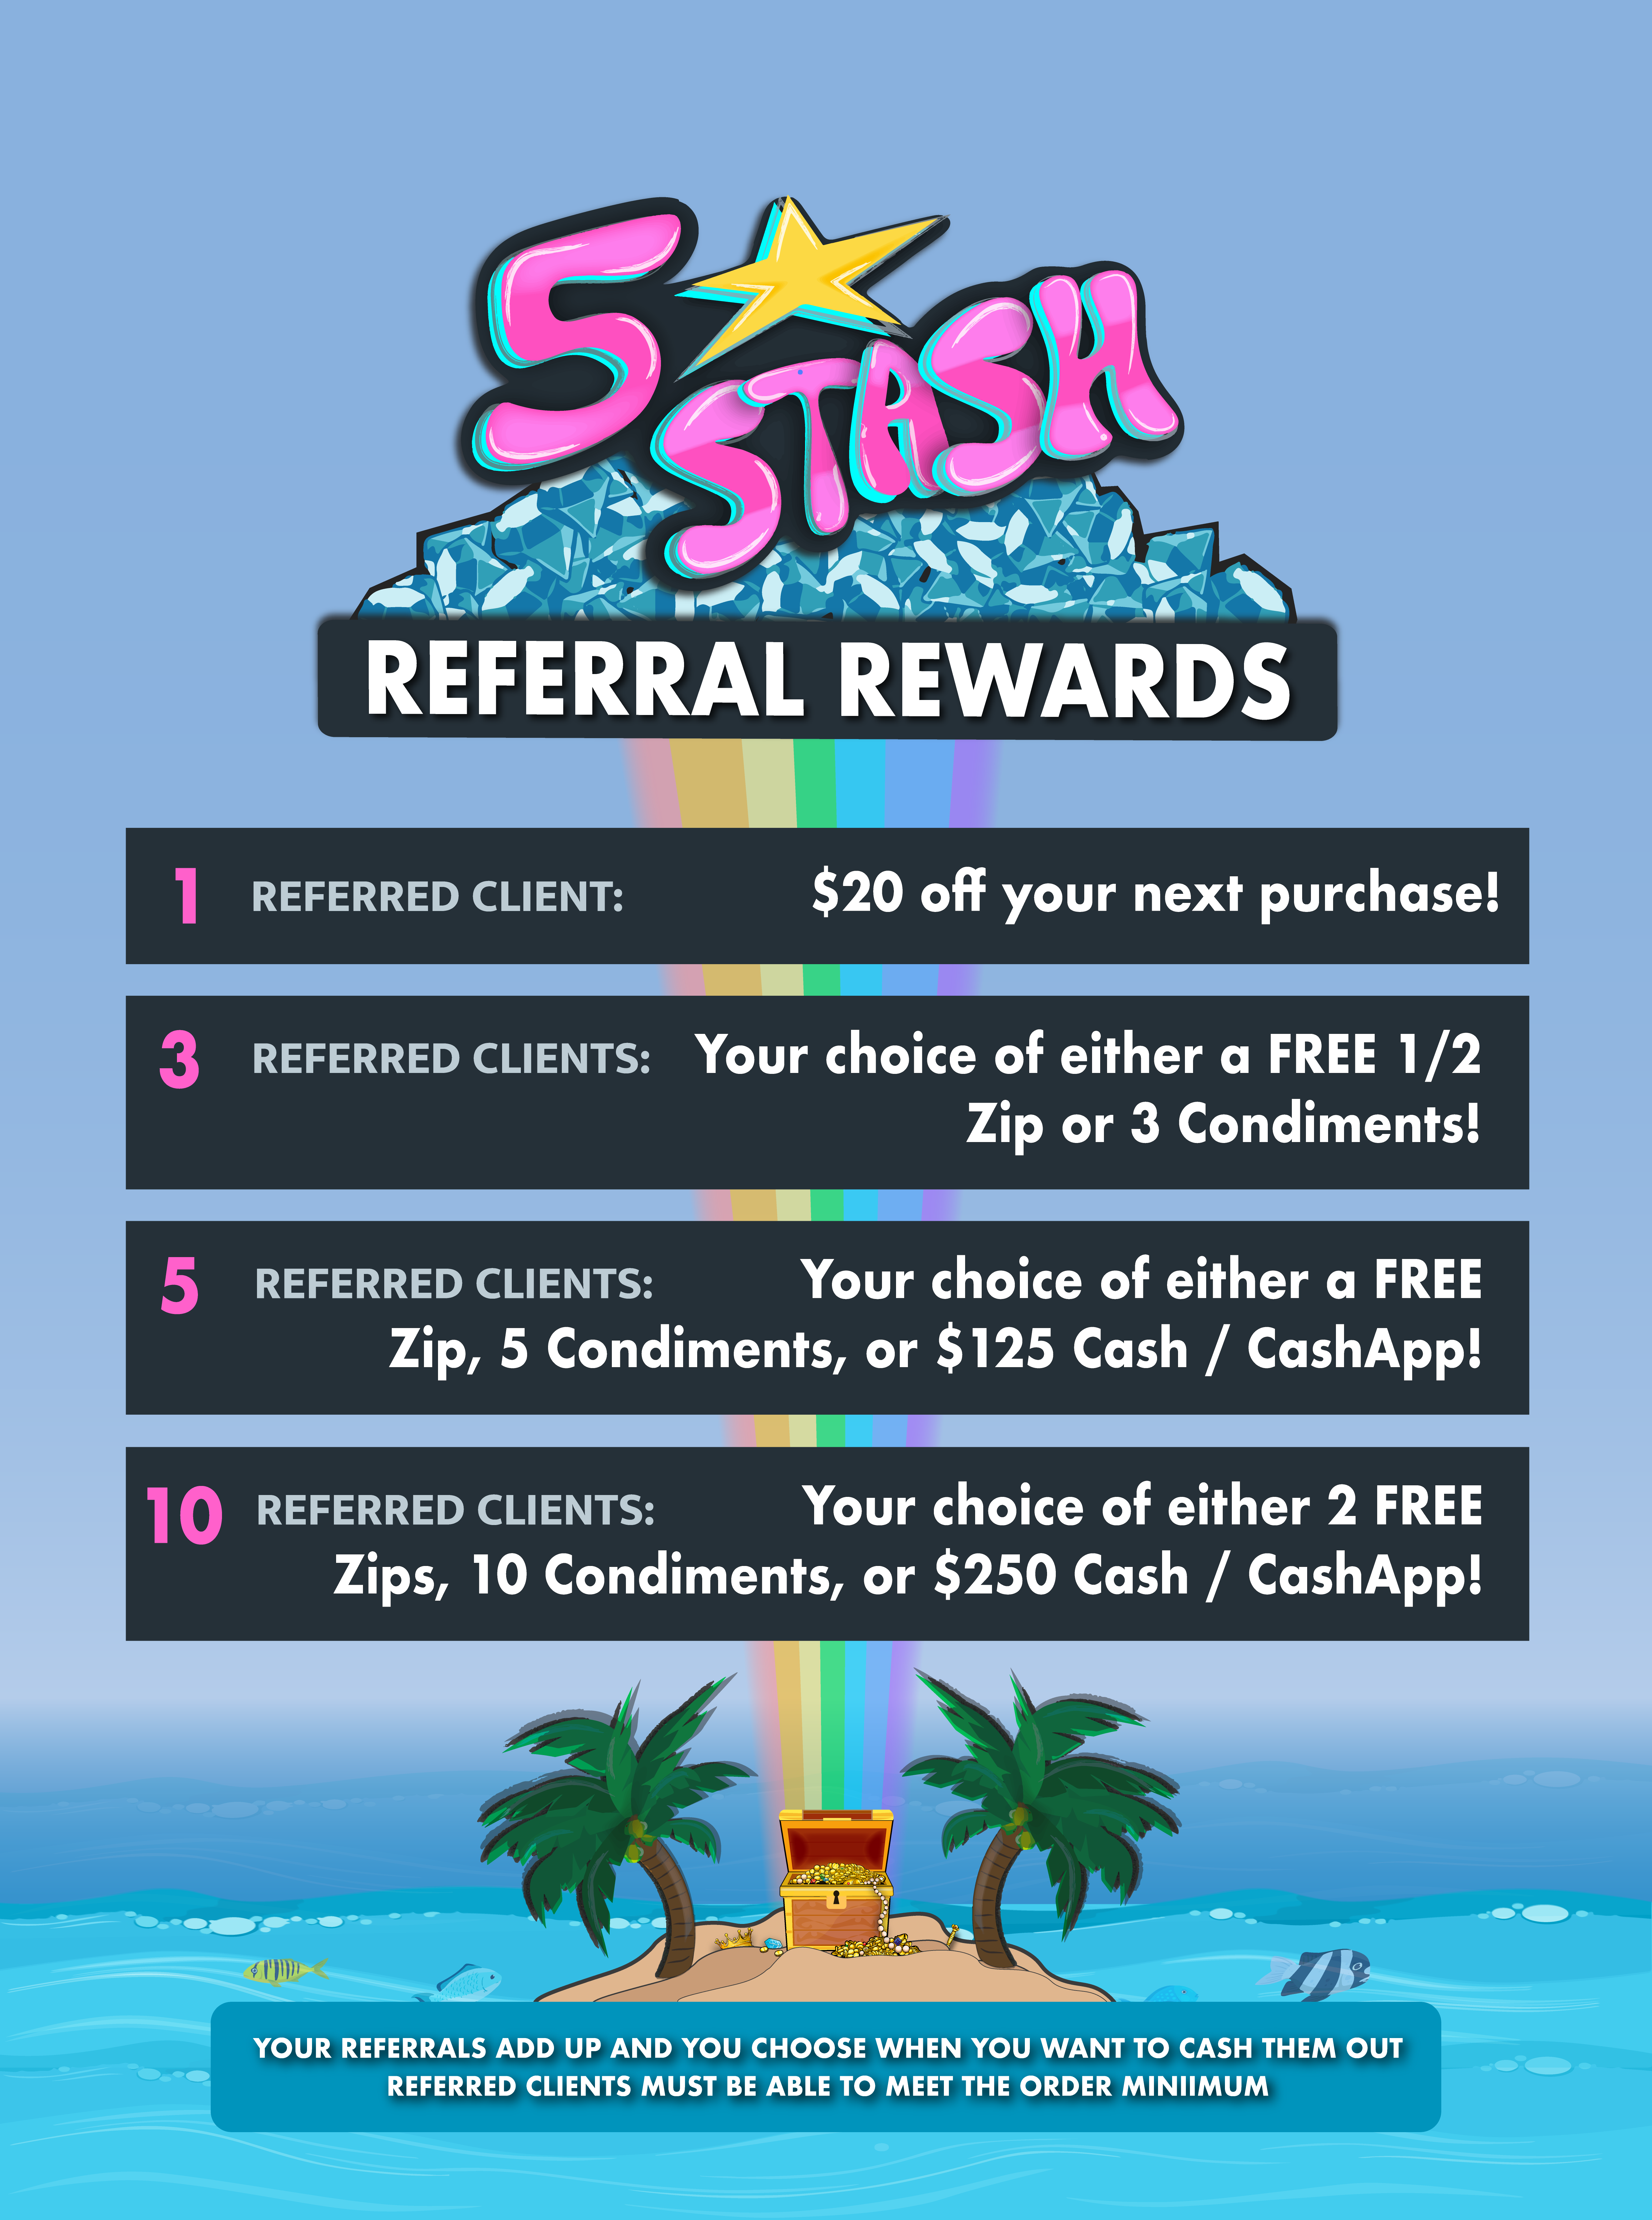 5 STASH
REFERRAL REWARDS
1 REFERRED CLIENT: $20 off your next purchase!
3 REFERRED CLIENTS: Your choice of either a FREE 1/2
Zip or 3 Condiments!
5 REFERRED CLIENTS: Your choice of either a FREE
Zip, 5 Condiments, or $125 Cash / CashApp!
10 REFERRED CLIENTS: Your choice of either 2 FREE
Zips, 10 Condiments, or $250 Cash / CashApp!
YOUR REFERRALS ADD UP AND YOU CHOOSE WHEN YOU WANT TO CASH THEM OUT
REFERRED CLIENTS MUST BE ABLE TO MEET THE ORDER MINIIMUM